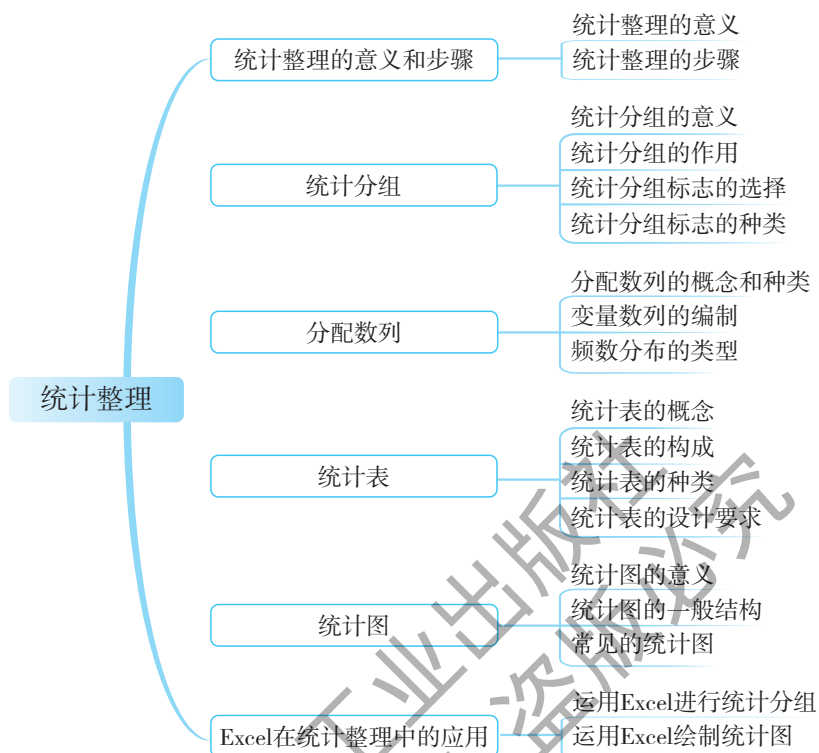 统计整理
统计整理的意义和步骤
统计整理的意义
统计整理的步骤
统计分组
统计分组的意义
统计分组的作用
统计分组标志的选择
统计分组标志的种类
分配数列
分配数列的概念和种类
变量数列的编制
频数分布的类型
统计表
统计表的概念
统计表的构成
统计表的种类
统计表的设计要求
统计图
统计图的意义
统计图的一般结构
常见的统计图
Excel在统计整理中的应用
运用Excel进行统计分组
运用Excel绘制统计图
工业出版社
盗版必究